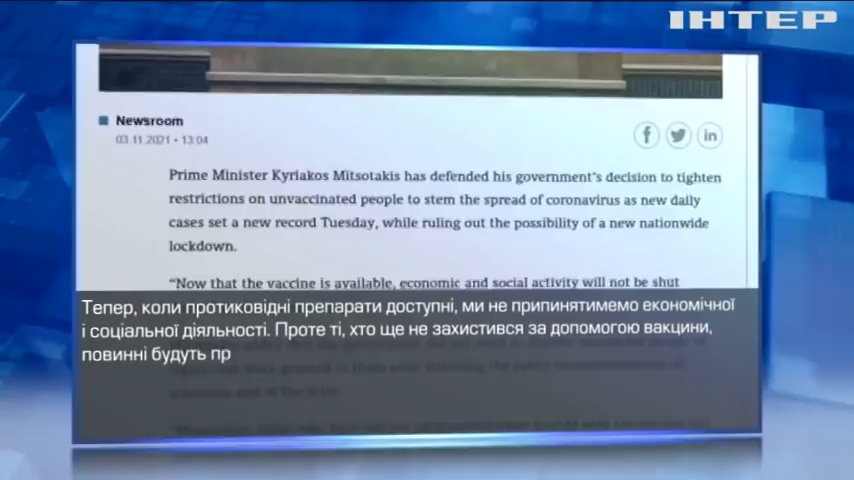 ІНТЕР
Newsroom
03.11.2021 • 13:04
Prime Minister Kyriakos Mitsotakis has defended his government's decision to tighten
restrictions on unvaccinated people to stem the spread of coronavirus as new daily
cases set a new record Tuesday, while ruling out the possibility of a new nationwide
lockdown.
“Now that the vaccine is available, economic and social activity will not be shut
Тепер, коли протиковідні препарати доступні, ми не припинятимемо економічної
і соціальної діяльності. Проте ті, хто ще не захистився за допомогою вакцини,
повинні будуть пр